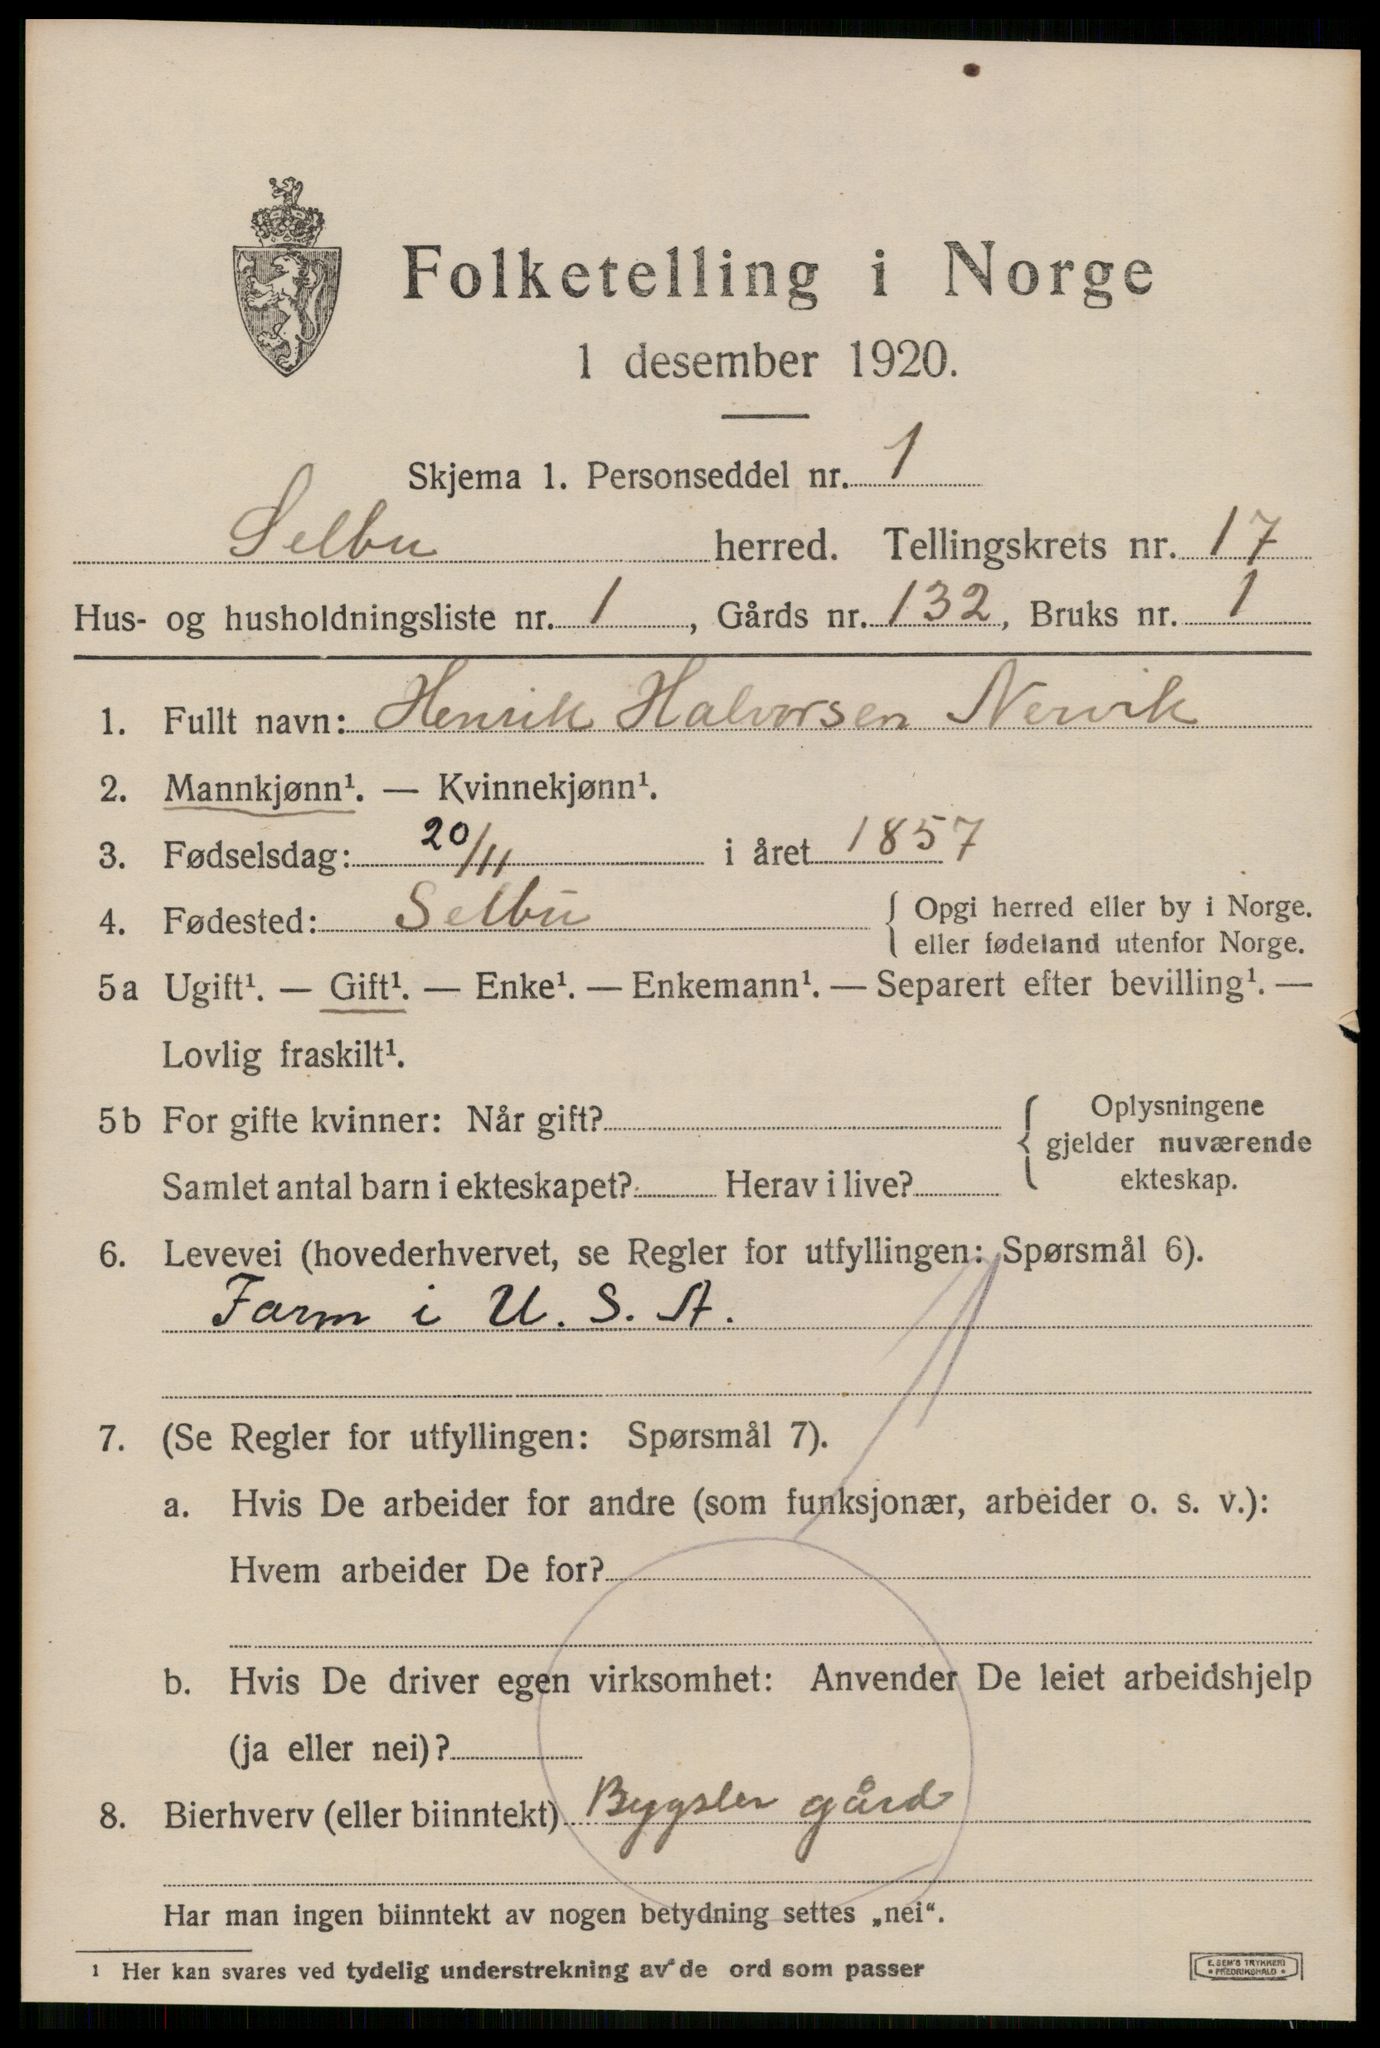 Folketelling i Norge
1 desember 1920.
Skjema 1. Personseddel nr. 1
Selbu herred. Tellingskrets nr. 17
Hus- og husholdningsliste nr. 1, Gårds nr. 132, Bruks nr. 1
1. Fullt navn: Henrik Halvorsen Nervik
2. Mannkjønn¹. — Kvinnekjønn¹.
3. Fødselsdag: 20/11 i året 1857
4. Fødested: Selbu { Opgi herred eller by i Norge.
eller fødeland utenfor Norge.
5a Ugift¹. — Gift¹. — Enke¹. — Enkemann¹. — Separert efter bevilling¹. —
Lovlig fraskilt¹.
5b For gifte kvinner: Når gift? { Oplysningene
gjelder nuværende
Samlet antal barn i ekteskapet? Herav i live? ekteskap.
6. Levevei (hovederhvervet, se Regler for utfyllingen: Spørsmål 6).
Farm i U. S. A.
7. (Se Regler for utfyllingen: Spørsmål 7).
a. Hvis De arbeider for andre (som funksjonær, arbeider o. s. v.):
Hvem arbeider De for?
b. Hvis De driver egen virksomhet: Anvender De leiet arbeidshjelp
(ja eller nei)?
8. Bierhverv (eller biinntekt) Bygsler gård
Har man ingen biinntekt av nogen betydning settes „nei“.
1 Her kan svares ved tydelig understrekning av de ord som passer
E. SEM'S TRYKKERI
FREDRIKSHALD